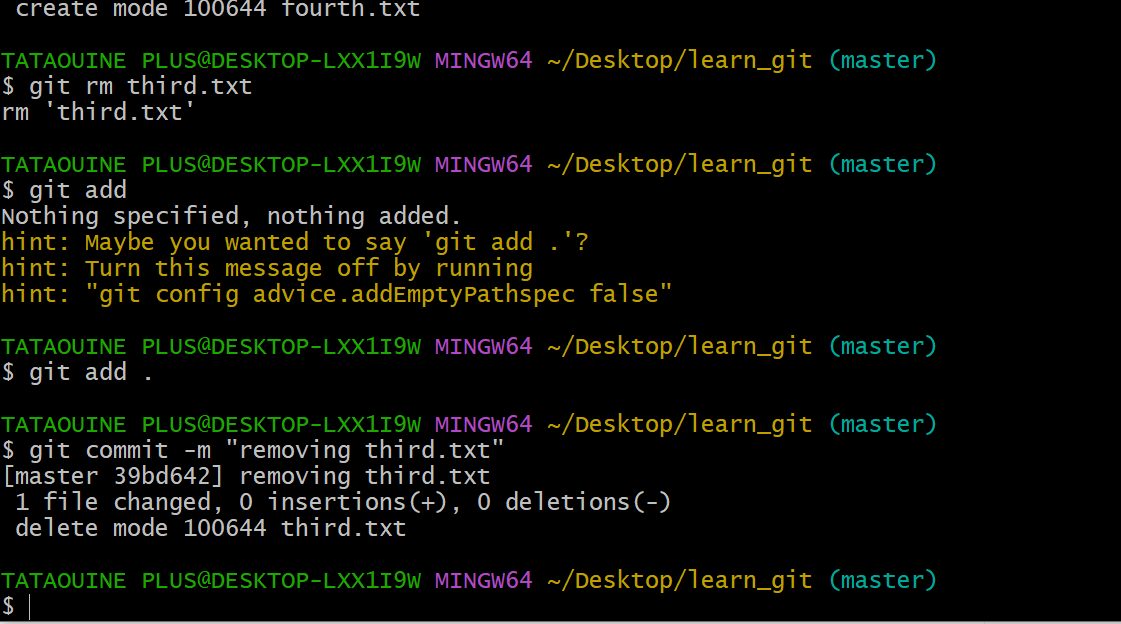 create mode 100644 fourth.txt
TATAOUINE PLUS@DESKTOP-LXX1I9W MINGW64 ~/Desktop/learn_git (master)
$ git rm third.txt
rm 'third.txt'
TATAOUINE PLUS@DESKTOP-LXX1I9W MINGW64 ~/Desktop/learn_git (master)
$ git add
Nothing specified, nothing added.
hint: Maybe you wanted to say 'git add .'?
hint: Turn this message off by running
hint: "git config advice.addEmptyPathspec false"
TATAOUINE PLUS@DESKTOP-LXX1I9W MINGW64 ~/Desktop/learn_git (master)
$ git add .
TATAOUINE PLUS@DESKTOP-LXX1I9W MINGW64 ~/Desktop/learn_git (master)
$ git commit -m "removing third.txt"
[master 39bd642] removing third.txt
1 file changed, 0 insertions(+), 0 deletions(-)
delete mode 100644 third.txt
TATAOUINE PLUS@DESKTOP-LXX1I9W MINGW64 ~/Desktop/learn_git (master)
$